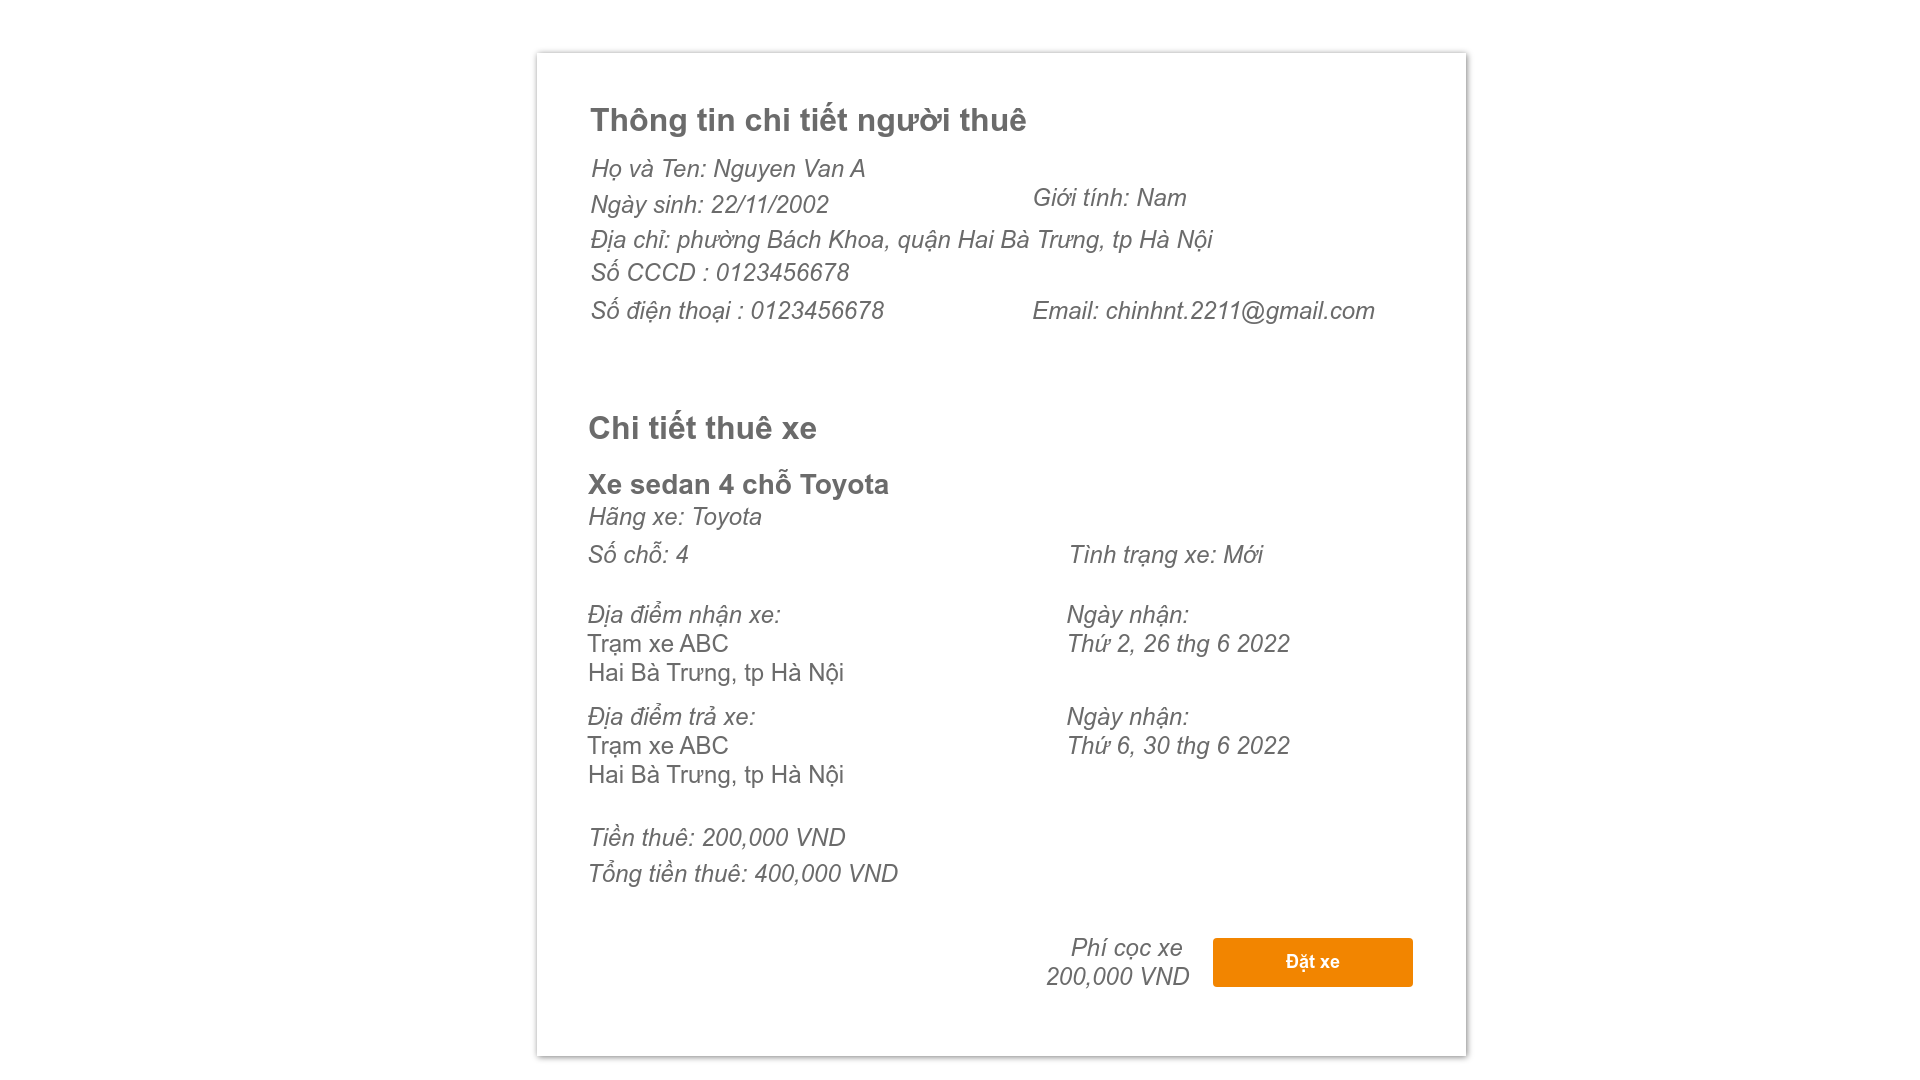 Thông tin chi tiết người thuê
Họ và Ten: Nguyen Van A
Ngày sinh: 22/11/2002
Giới tính: Nam
Địa chỉ: phường Bách Khoa, quận Hai Bà Trưng, tp Hà Nội
Số CCCD : 0123456678
Số điện thoại : 0123456678
Email: chinhnt.2211@gmail.com
Chi tiết thuê xe
Xe sedan 4 chỗ Toyota
Hãng xe: Toyota
Số chỗ: 4
Tình trạng xe: Mới
Địa điểm nhận xe:
Trạm xe ABC
Hai Bà Trưng, tp Hà Nội
Ngày nhận:
Thứ 2, 26 thg 6 2022
Địa điểm trả xe:
Trạm xe ABC
Hai Bà Trưng, tp Hà Nội
Ngày nhận:
Thứ 6, 30 thg 6 2022
Tiền thuê: 200,000 VND
Tổng tiền thuê: 400,000 VND
Phí cọc xe
200,000 VND
Đặt xe